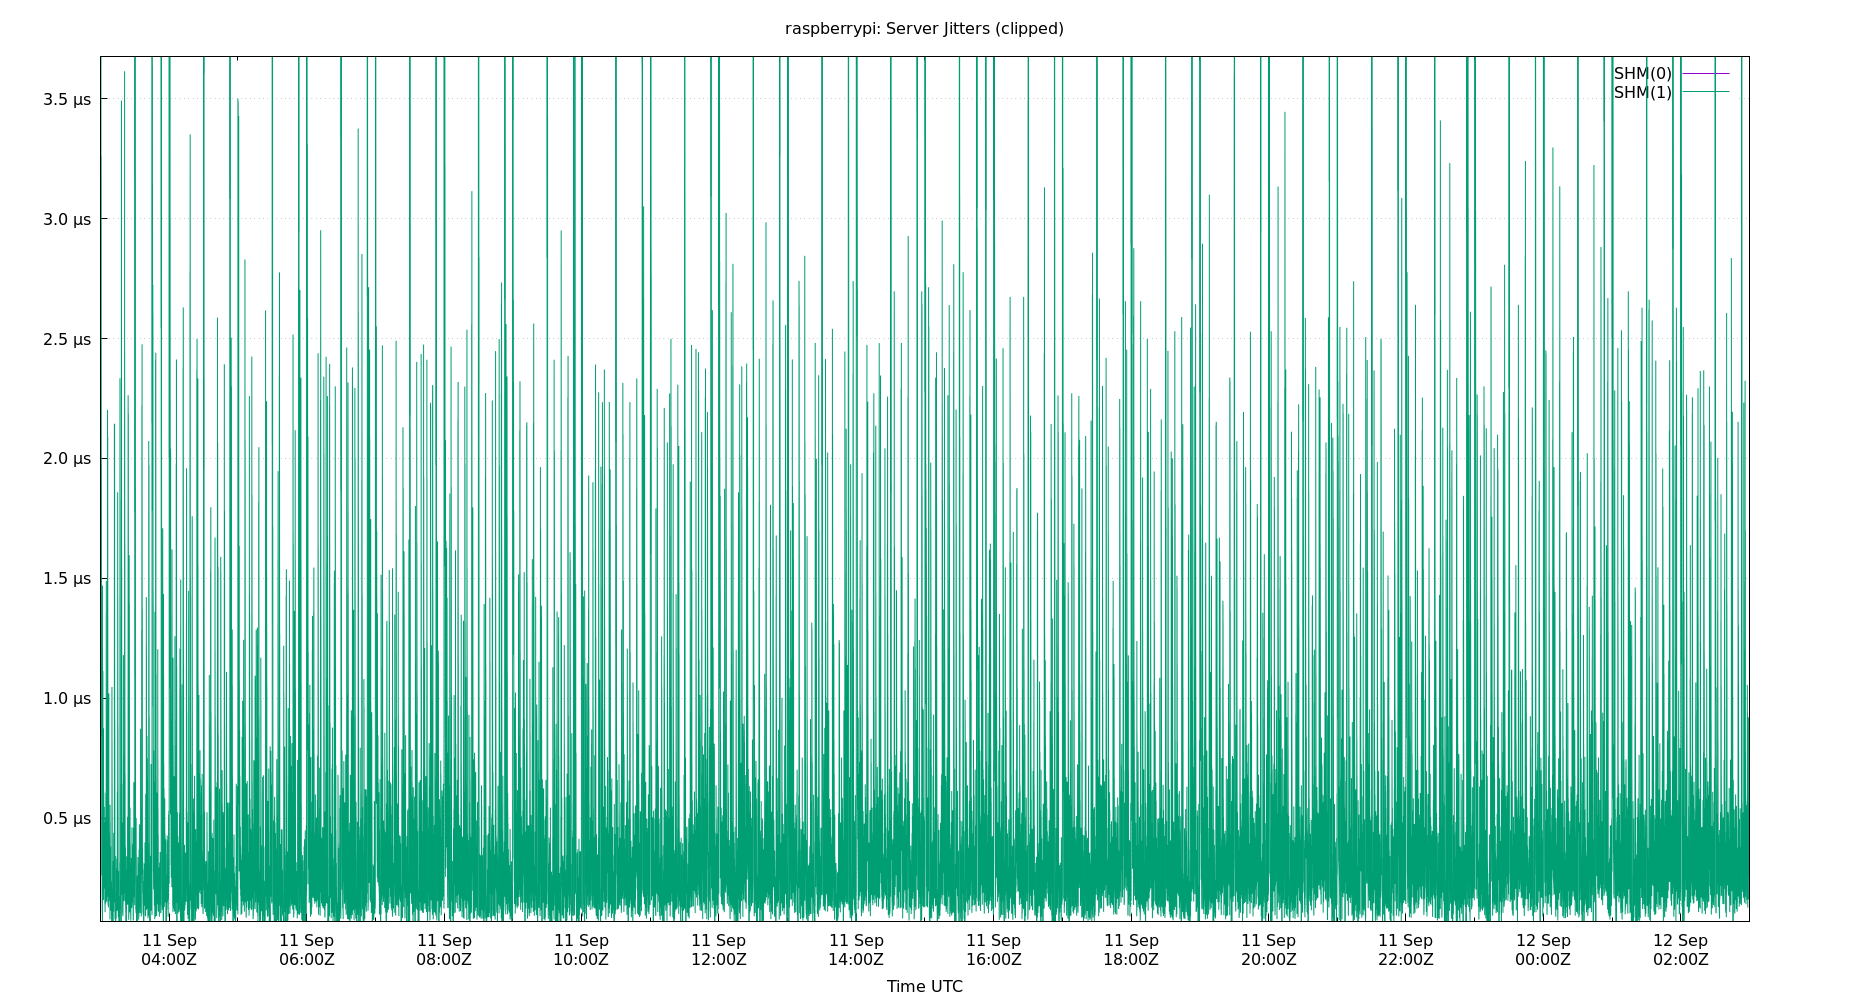 raspberrypi: Server Jitters (clipped)
SHM(0)
SHM(1)
3.5 µs
3.0 µs
2.5 µs
2.0 µs
1.5 µs
1.0 µs
0.5 µs
11 Sep 11 Sep 11 Sep 11 Sep 11 Sep 11 Sep 11 Sep 11 Sep 11 Sep 11 Sep 12 Sep 12 Sep
04:00Z 06:00Z 08:00Z 10:00Z 12:00Z 14:00Z 16:00Z 18:00Z 20:00Z 22:00Z 00:00Z 02:00Z
Time UTC